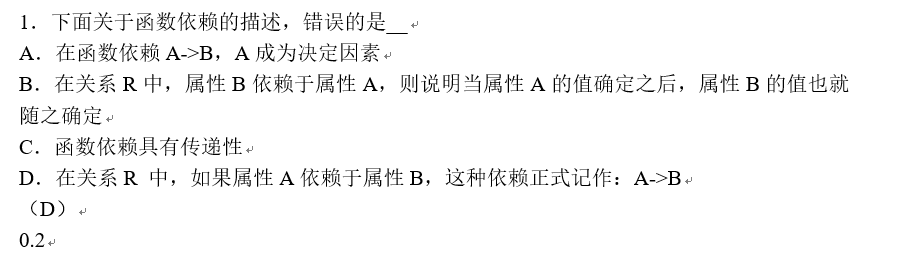 1．下面关于函数依赖的描述，错误的是__
A．在函数依赖 A->B，A 成为决定因素
B．在关系 R 中，属性 B 依赖于属性 A，则说明当属性 A 的值确定之后，属性 B 的值也就
随之确定
C．函数依赖具有传递性
D．在关系 R 中，如果属性 A 依赖于属性 B，这种依赖正式记作：A->B
（D）
0.2